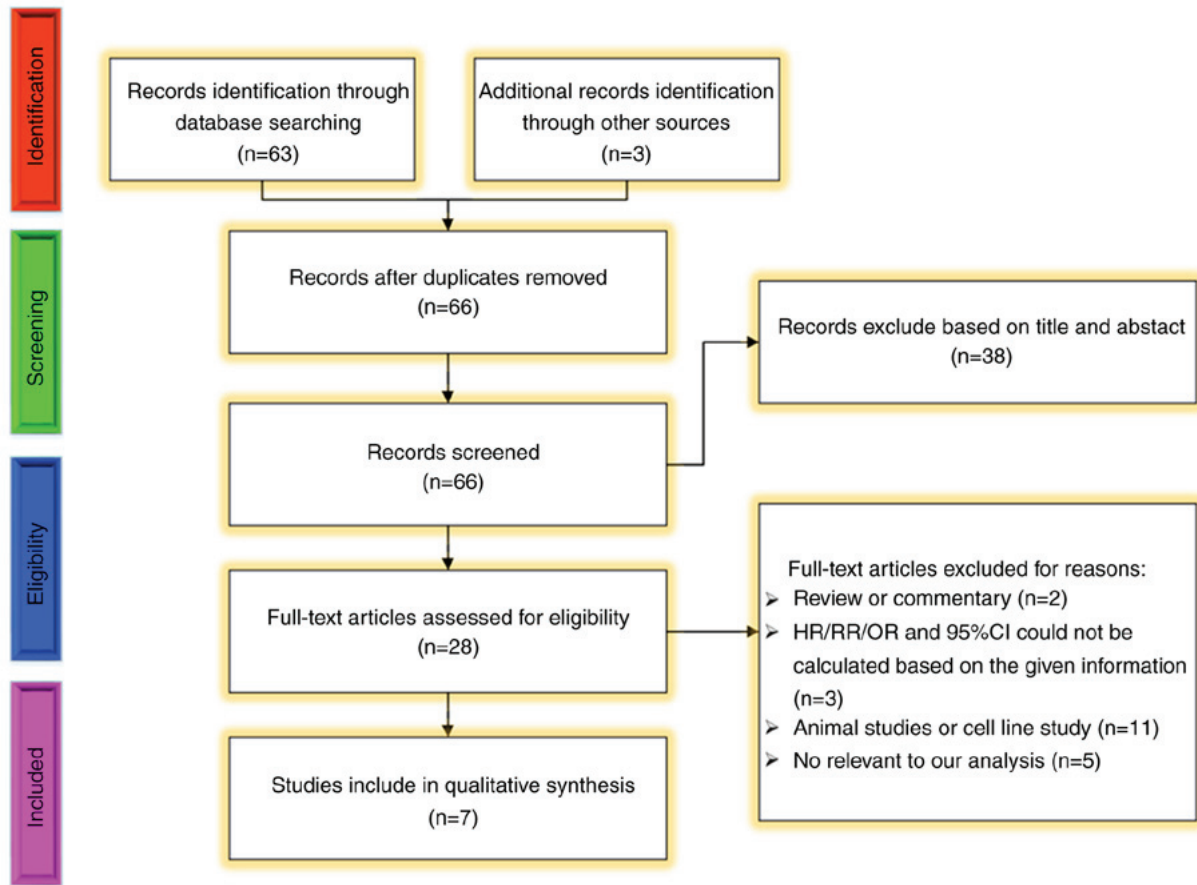 Identification
Records identification through
database searching
(n=63)
Additional records identification
through other sources
(n=3)
Screening
Records after duplicates removed
(n=66)
Records exclude based on title and abstact
(n=38)
Records screened
(n=66)
Eligibility
Full-text articles assessed for eligibility
(n=28)
Full-text articles excluded for reasons:
➢ Review or commentary (n=2)
➢ HR/RR/OR and 95%CI could not be
calculated based on the given information
(n=3)
➢ Animal studies or cell line study (n=11)
➢ No relevant to our analysis (n=5)
Included
Studies include in qualitative synthesis
(n=7)